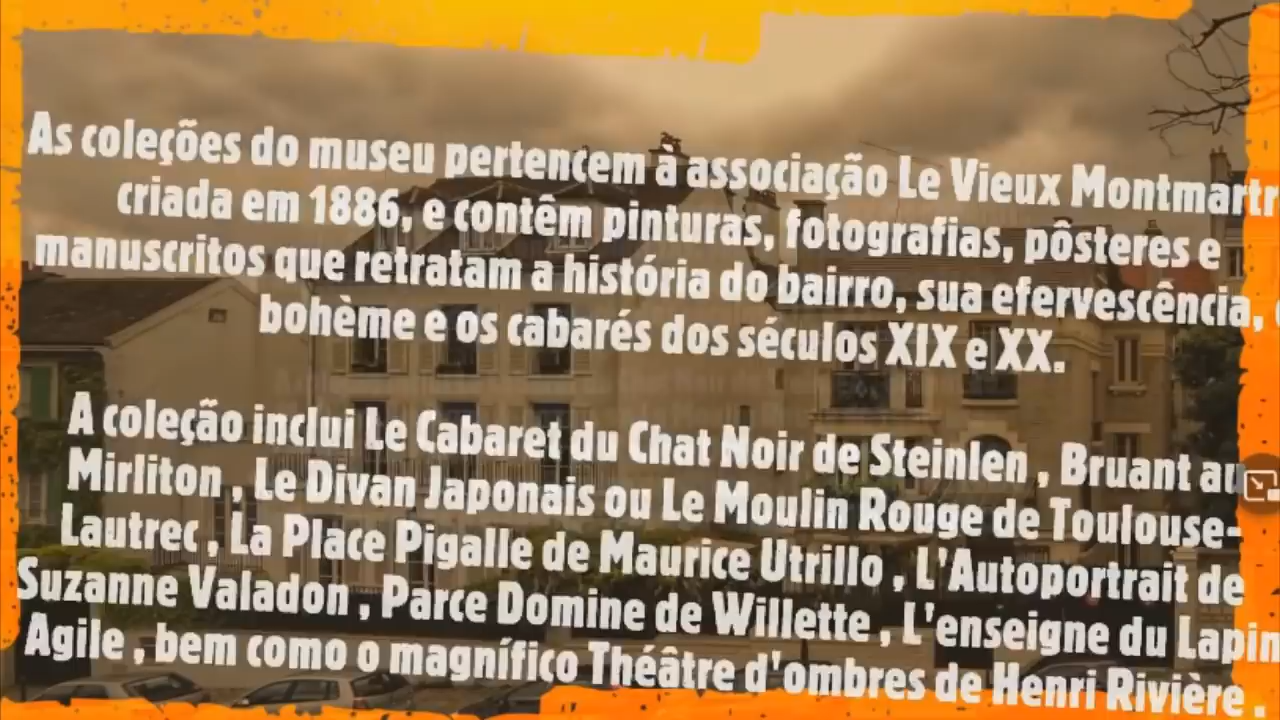 As coleções do museu pertencem à associação Le Vieux Montmartr
criada em 1886, e contêm pinturas, fotografias, pôsteres e
manuscritos que retratam a história do bairro, sua efervescência,
bohème e os cabarés dos séculos XIX e XX.
A coleção inclui Le Cabaret du Chat Noir de Steinlen , Bruant au
Mirliton , Le Divan Japonais ou Le Moulin Rouge de Toulouse-
Lautrec , La Place Pigalle de Maurice Utrillo , L'Autoportrait de
Suzanne Valadon , Parce Domine de Willette , L'enseigne du Lapin
Agile , bem como o magnífico Théâtre d'ombres de Henri Rivière .